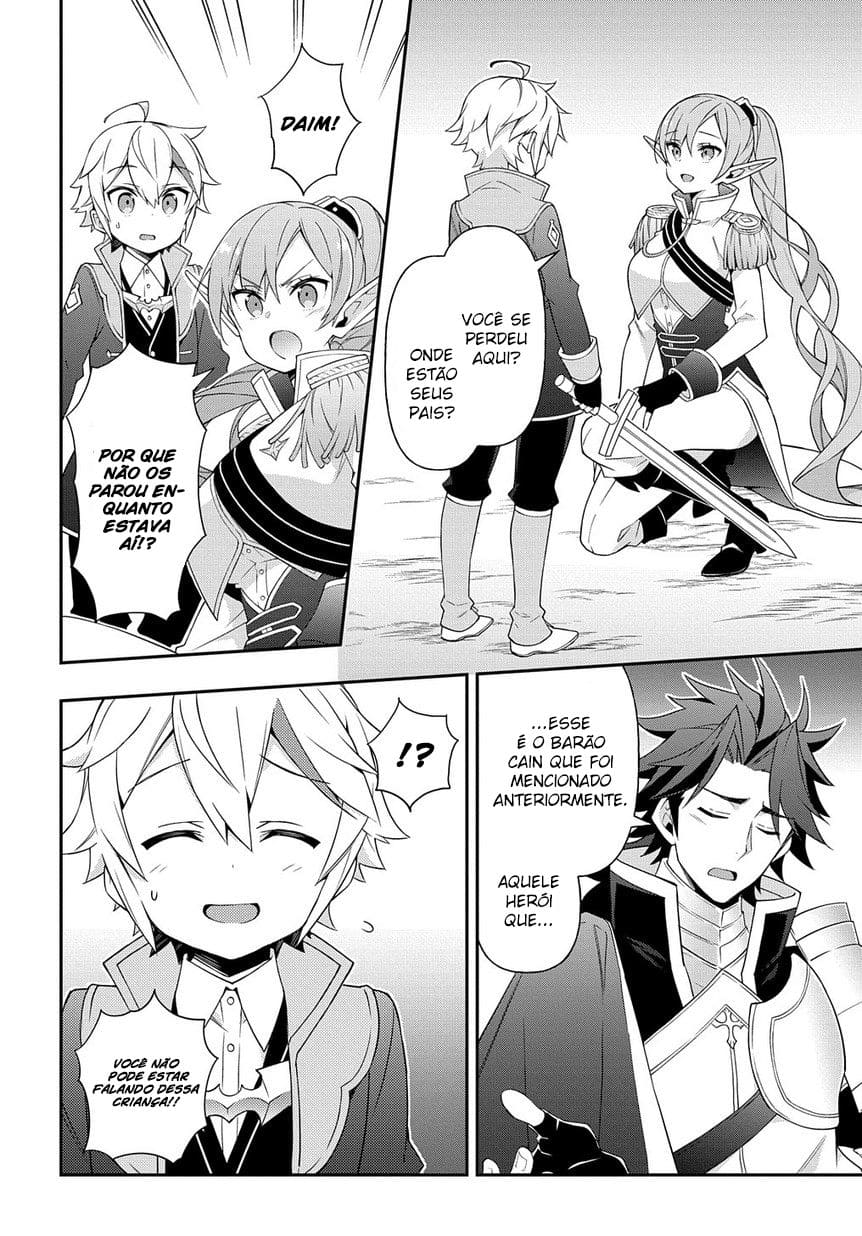 VOCÊ SE
PERDEU
AQUI?
ONDE
ESTÃO
SEUS
PAIS?
DAIM!
POR QUE
NÃO OS
PAROU EN-
QUANTO
ESTAVA
AÍ!?
...ESSE
É O BARÃO
CAIN QUE FOI
MENCIONADO
ANTERIORMENTE.
AQUELE
HERÓI
QUE...
!?
VOCÊ NÃO
PODE ESTAR
FALANDO DESSA
CRIANÇA!!